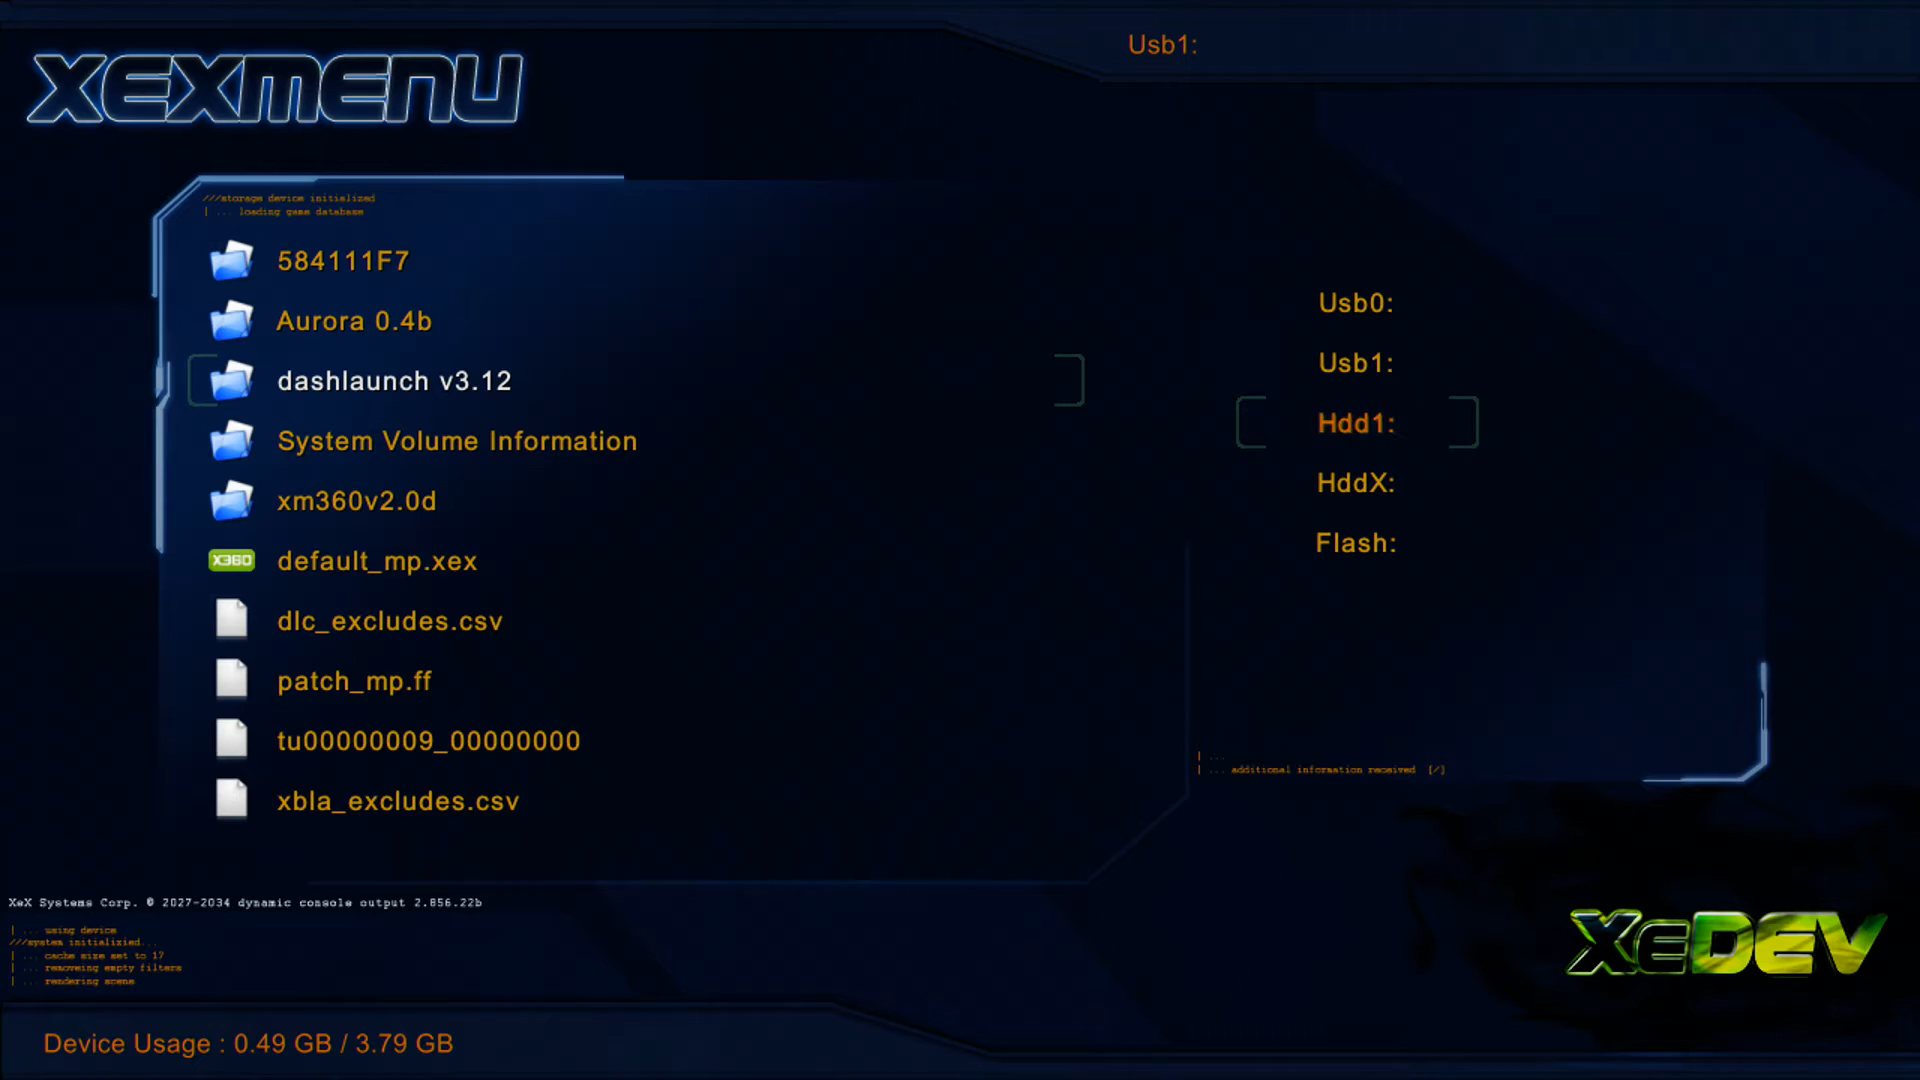 XEXMENU
Usb1:
///storage device initialized
| ... loading game database
584111F7
Aurora 0.4b
dashlaunch v3.12
System Volume Information
xm360v2.0d
X360 default_mp.xex
dlc_excludes.csv
patch_mp.ff
tu00000009_00000000
xbla_excludes.csv
Usb0:
Usb1:
Hdd1:
HddX:
Flash:
| ...
| ... additional information received [/]
XeX Systems Corp. © 2027-2034 dynamic console output 2.856.22b
| ... using device
///system initializied...
| ... cache size set to 17
| ... removeing empty filters
| ... rendering scene
XeDEV
Device Usage : 0.49 GB / 3.79 GB